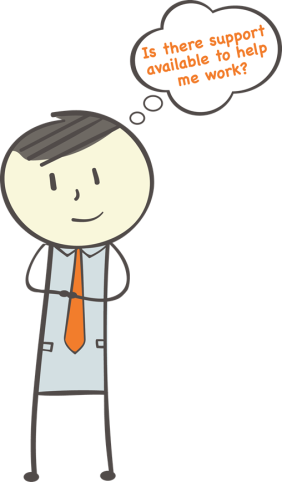 Is there support
available to help
me work?